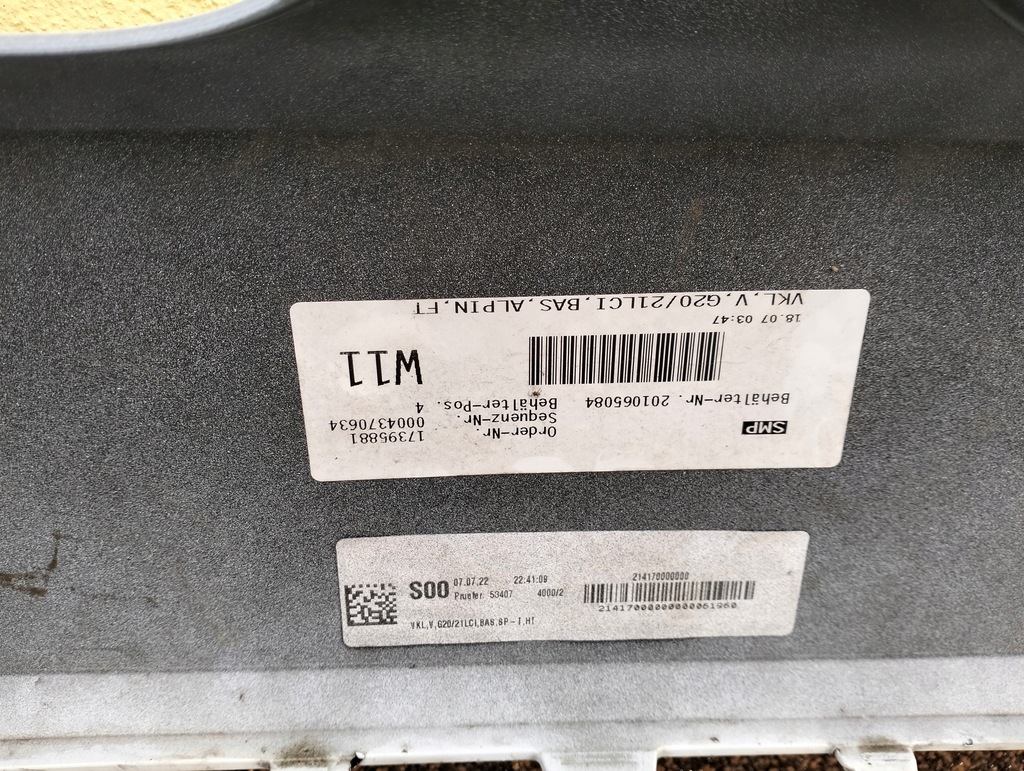 SMP
Order-Nr. 17395881
Sequenz-Nr. 0004370634
Behälter-Nr. 201065084 Behälter-Pos. 4
W11
18.07 03:47
VKL,V,G20/21LCI,BAS,ALPIN,FT
S00 07.07.22 22:41:09
Pruefer. 53407 4000/2
214170000000
2141700000000061960
VKL,V,G20/21LCI,BAS,SP-T,HT